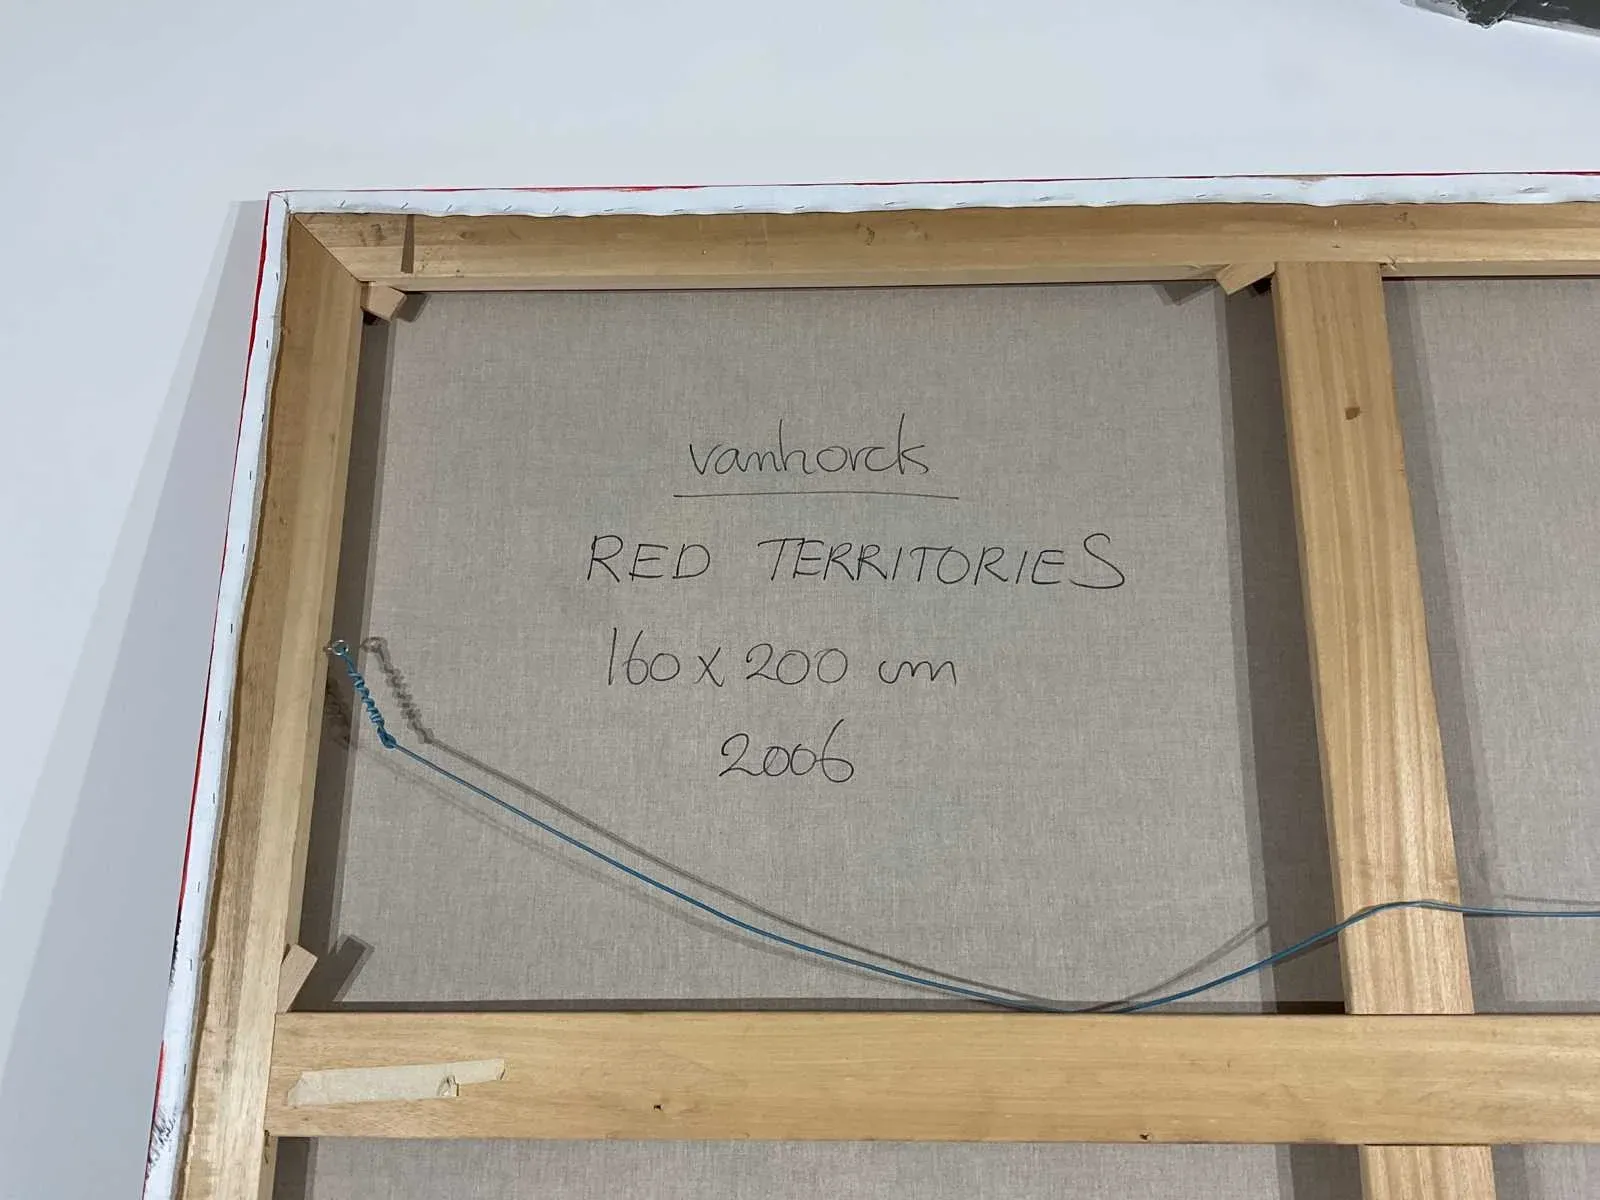 vanhorck
RED TERRITORIES
160 x 200 cm
2006